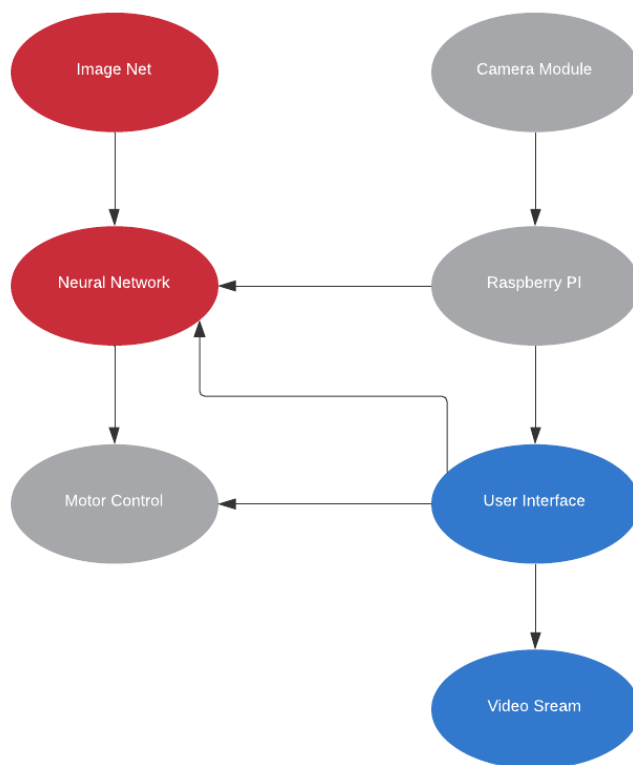 Image Net
Camera Module
Neural Network
Raspberry PI
Motor Control
User Interface
Video Sream